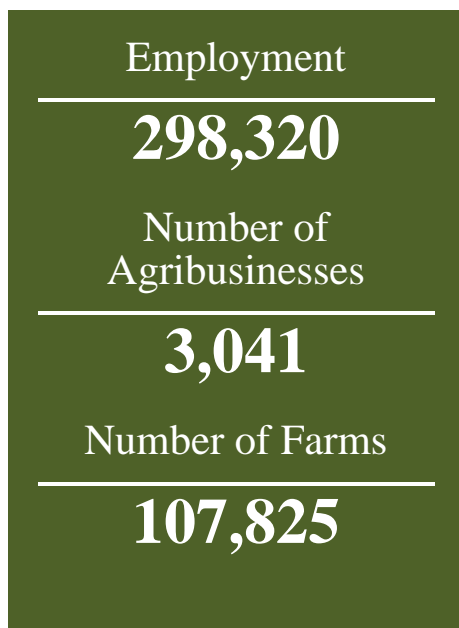 Employment
298,320
Number of
Agribusinesses
3,041
Number of Farms
107,825